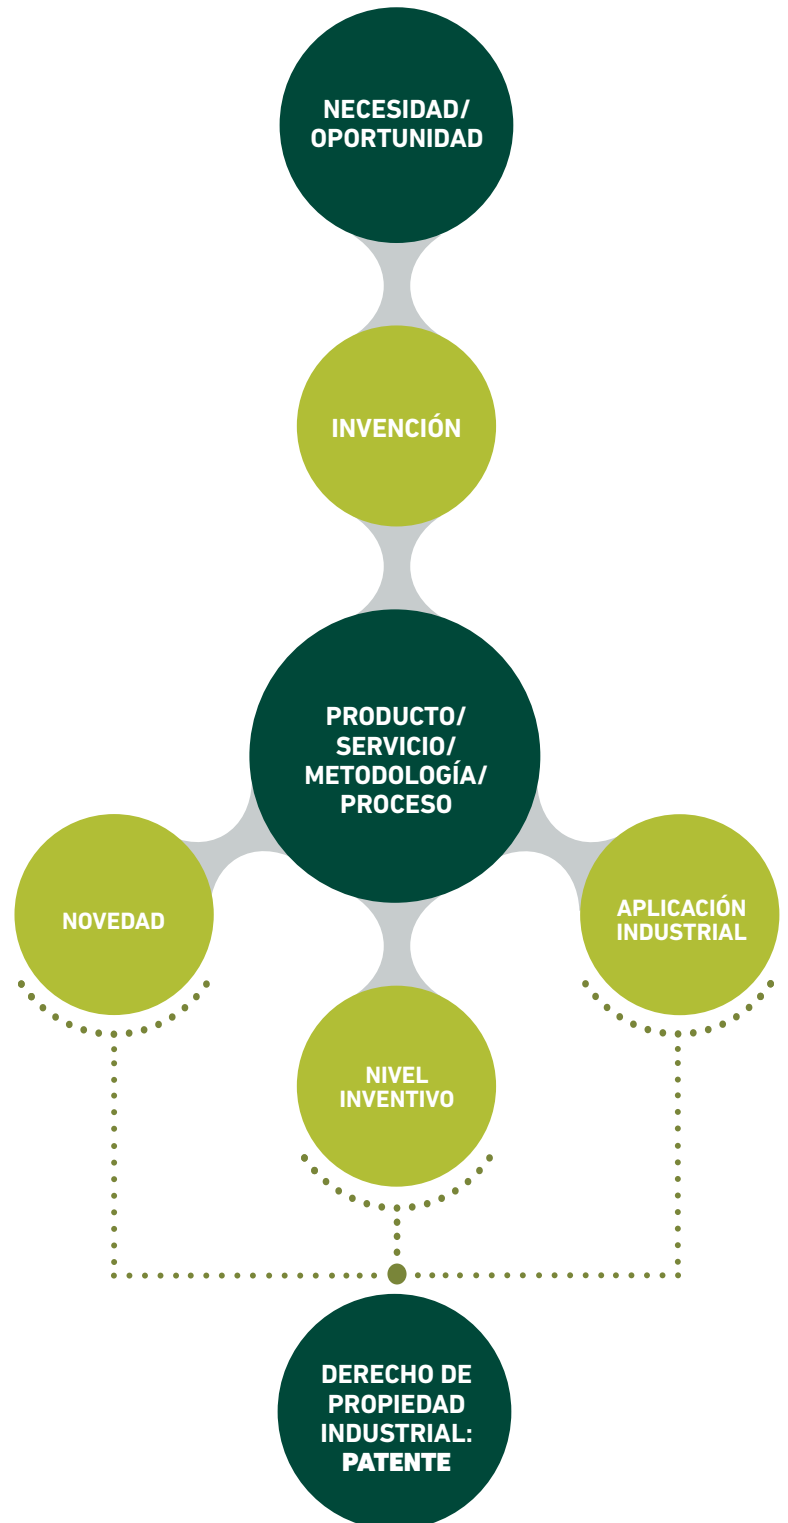 NECESIDAD/
OPORTUNIDAD
INVENCIÓN
PRODUCTO/
SERVICIO/
METODOLOGÍA/
PROCESO
NOVEDAD
APLICACIÓN
INDUSTRIAL
NIVEL
INVENTIVO
DERECHO DE
PROPIEDAD
INDUSTRIAL:
PATENTE